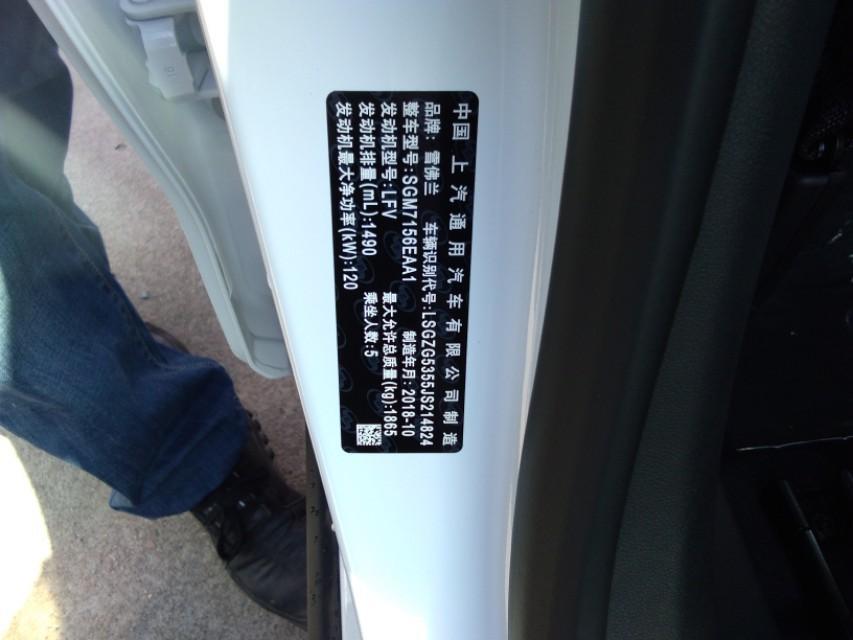 中国 上汽通用汽车有限公司制造
品牌: 雪佛兰 车辆识别代号:LSGZG5355JS214824
整车型号:SGM7156EAA1 制造年月:2018-10
发动机型号:LFV 最大允许总质量(kg):1865
发动机排量(mL):1490 乘坐人数:5
发动机最大净功率(kW):120